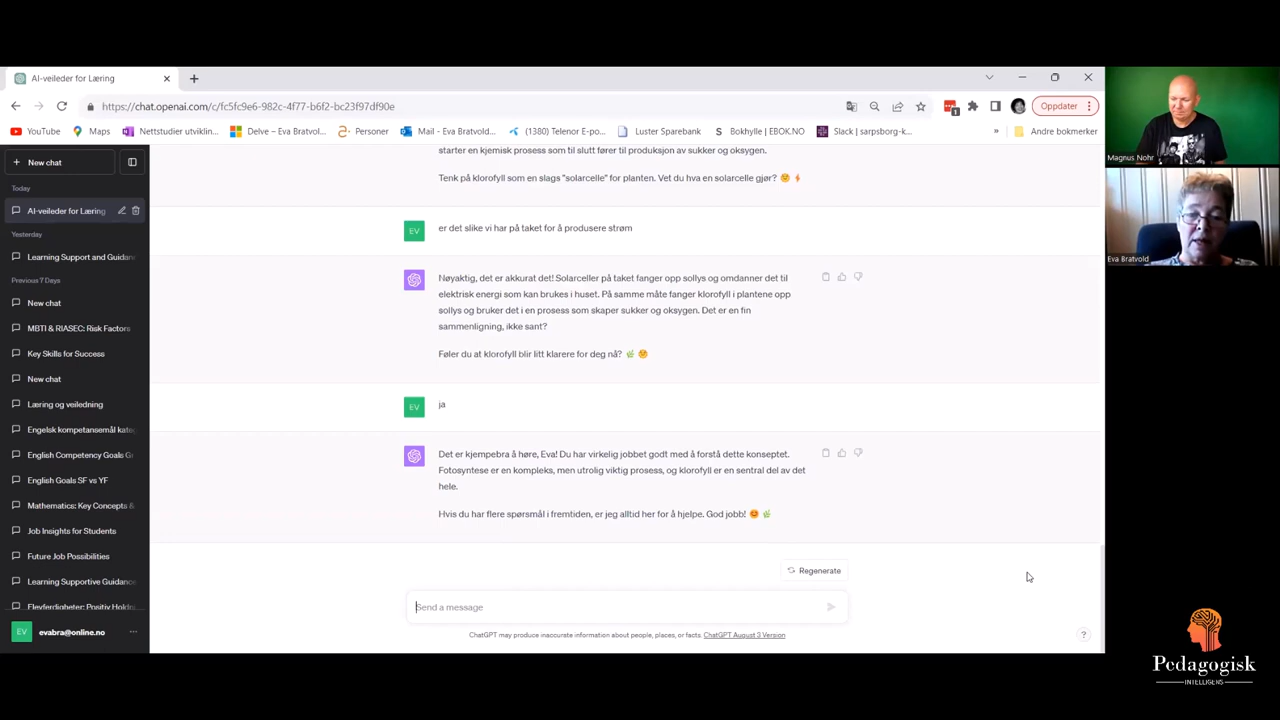 AI-veileder for Læring
https://chat.openai.com/c/fc5fc9e6-982c-4f77-b6f2-bc23f97df90e
1
Oppdater
YouTube
Maps
Nettstudier utviklin...
Delve – Eva Bratvol...
Personer
Mail - Eva Bratvold...
(1380) Telenor E-po...
Luster Sparebank
Bokhylle | EBOK.NO
Slack | sarpsborg-k...
»
Andre bokmerker
Magnus Nohr
Eva Bratvold
New chat
Today
AI-veileder for Læring
Yesterday
Learning Support and Guidan
Previous 7 Days
New chat
MBTI & RIASEC: Risk Factors
Key Skills for Success
New chat
Læring og veiledning
Engelsk kompetansemål kate
English Competency Goals G
English Goals SF vs YF
Mathematics: Key Concepts &
Job Insights for Students
Future Job Possibilities
Learning Supportive Guidance
Elevferdigheter: Positiv Holdn
EV
evabra@online.no
starter en kjemisk prosess som til slutt fører til produksjon av sukker og oksygen.
Tenk på klorofyll som en slags "solarcelle" for planten. Vet du hva en solarcelle gjør? 🤔 ⚡
EV
er det slike vi har på taket for å produsere strøm
Nøyaktig, det er akkurat det! Solarceller på taket fanger opp sollys og omdanner det til
elektrisk energi som kan brukes i huset. På samme måte fanger klorofyll i plantene opp
sollys og bruker det i en prosess som skaper sukker og oksygen. Det er en fin
sammenligning, ikke sant?
Føler du at klorofyll blir litt klarere for deg nå? 🌿 🤔
EV
ja
Det er kjempebra å høre, Eva! Du har virkelig jobbet godt med å forstå dette konseptet.
Fotosyntese er en kompleks, men utrolig viktig prosess, og klorofyll er en sentral del av det
hele.
Hvis du har flere spørsmål i fremtiden, er jeg alltid her for å hjelpe. God jobb! 😊 🌿
Regenerate
Send a message
ChatGPT may produce inaccurate information about people, places, or facts. ChatGPT August 3 Version
?
Pedagogisk
INTELLIGENS